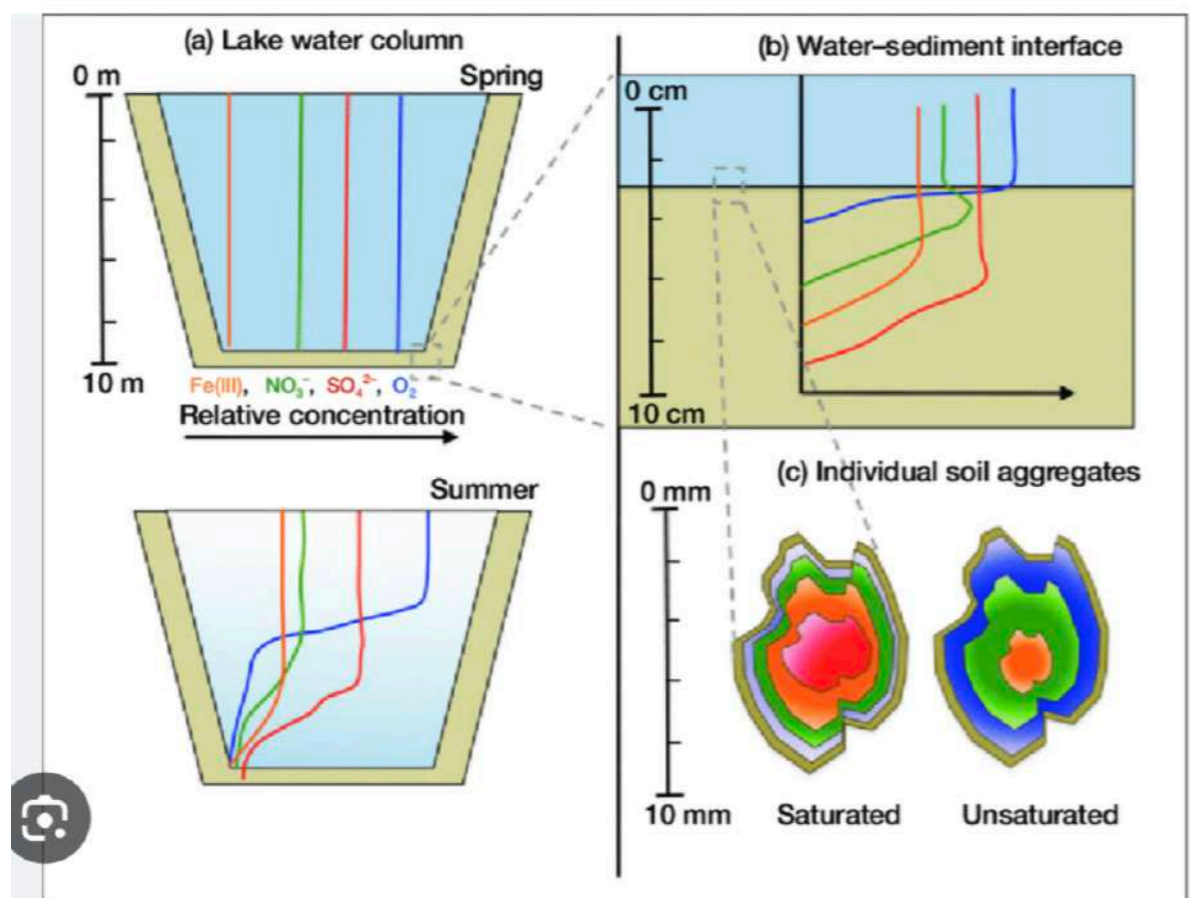 (a) Lake water column
0 m
Spring
10 m
Fe(III), NO₃⁻, SO₄²⁻, O₂
Relative concentration
Summer
(b) Water–sediment interface
0 cm
10 cm
(c) Individual soil aggregates
0 mm
10 mm
Saturated
Unsaturated